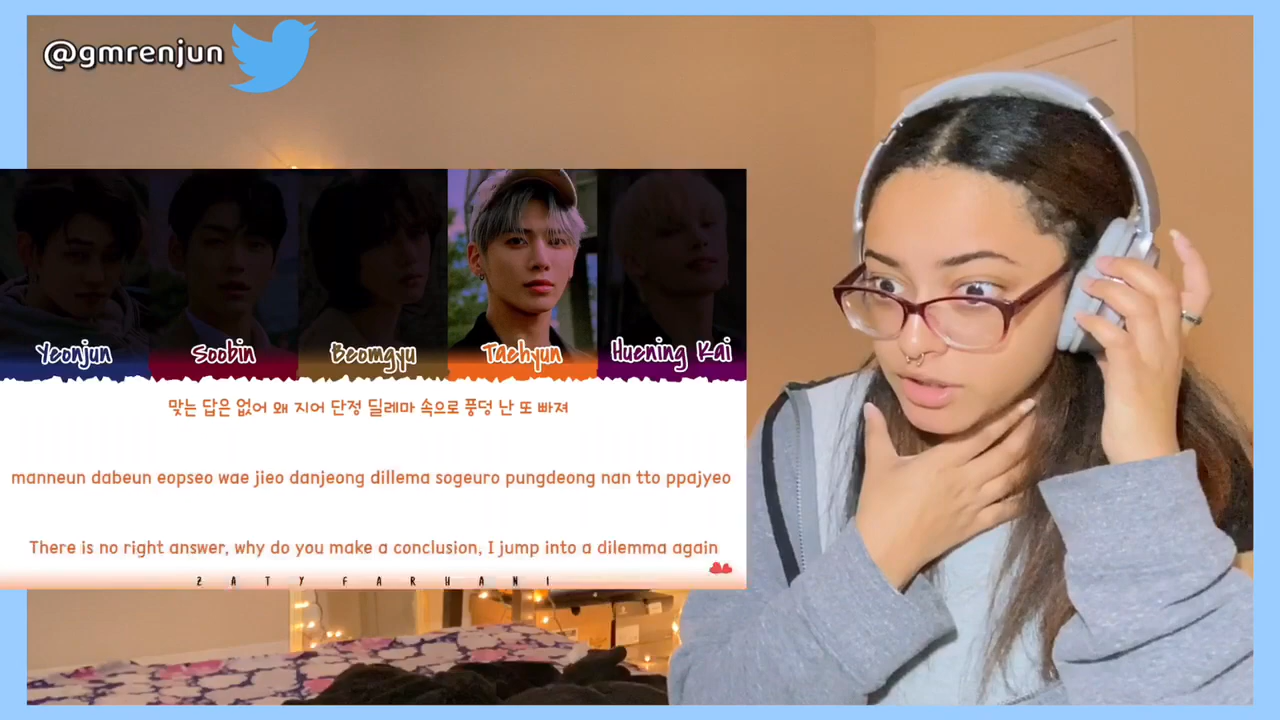 @gmrenjun
Yeonjun Soobin Beomgyu Taehyun Huening Kai
맞는 답은 없어 왜 지어 단정 딜레마 속으로 풍덩 난 또 빠져
manneun dabeun eopseo wae jieo danjeong dillema sogeuro pungdeong nan tto ppajyeo
There is no right answer, why do you make a conclusion, I jump into a dilemma again
ZATY FARHANI